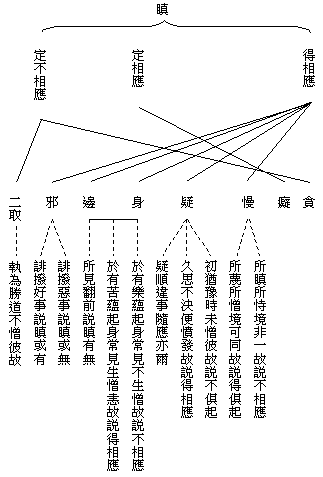 瞋
得相應
定相應
定不相應
貪
癡
慢
疑
身
邊
邪
二取
所瞋所恃境非一故說不相應
所蔑所憎境可同故說得俱起
初猶豫時未憎彼故說不俱起
久思不決便憤發故說得相應
疑順違事隨應亦爾
於有樂蘊起身常見不生憎故說不相應
於有苦蘊起身常見生憎恚故說得相應
所見翻前說瞋有無
誹撥惡事說瞋或無
誹撥好事說瞋或有
執為勝道不憎彼故